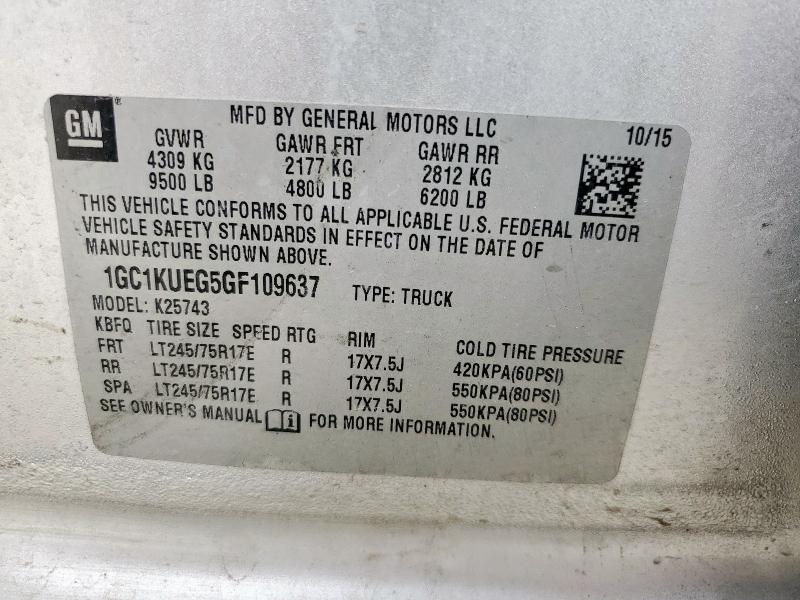 GM ®
MFD BY GENERAL MOTORS LLC 10/15
GVWR GAWR FRT GAWR RR
4309 KG 2177 KG 2812 KG
9500 LB 4800 LB 6200 LB
THIS VEHICLE CONFORMS TO ALL APPLICABLE U.S. FEDERAL MOTOR
VEHICLE SAFETY STANDARDS IN EFFECT ON THE DATE OF
MANUFACTURE SHOWN ABOVE.
1GC1KUEG5GF109637 TYPE: TRUCK
MODEL: K25743
KBFQ TIRE SIZE SPEED RTG RIM COLD TIRE PRESSURE
FRT LT245/75R17E R 17X7.5J 420KPA(60PSI)
RR LT245/75R17E R 17X7.5J 550KPA(80PSI)
SPA LT245/75R17E R 17X7.5J 550KPA(80PSI)
SEE OWNER'S MANUAL FOR MORE INFORMATION.